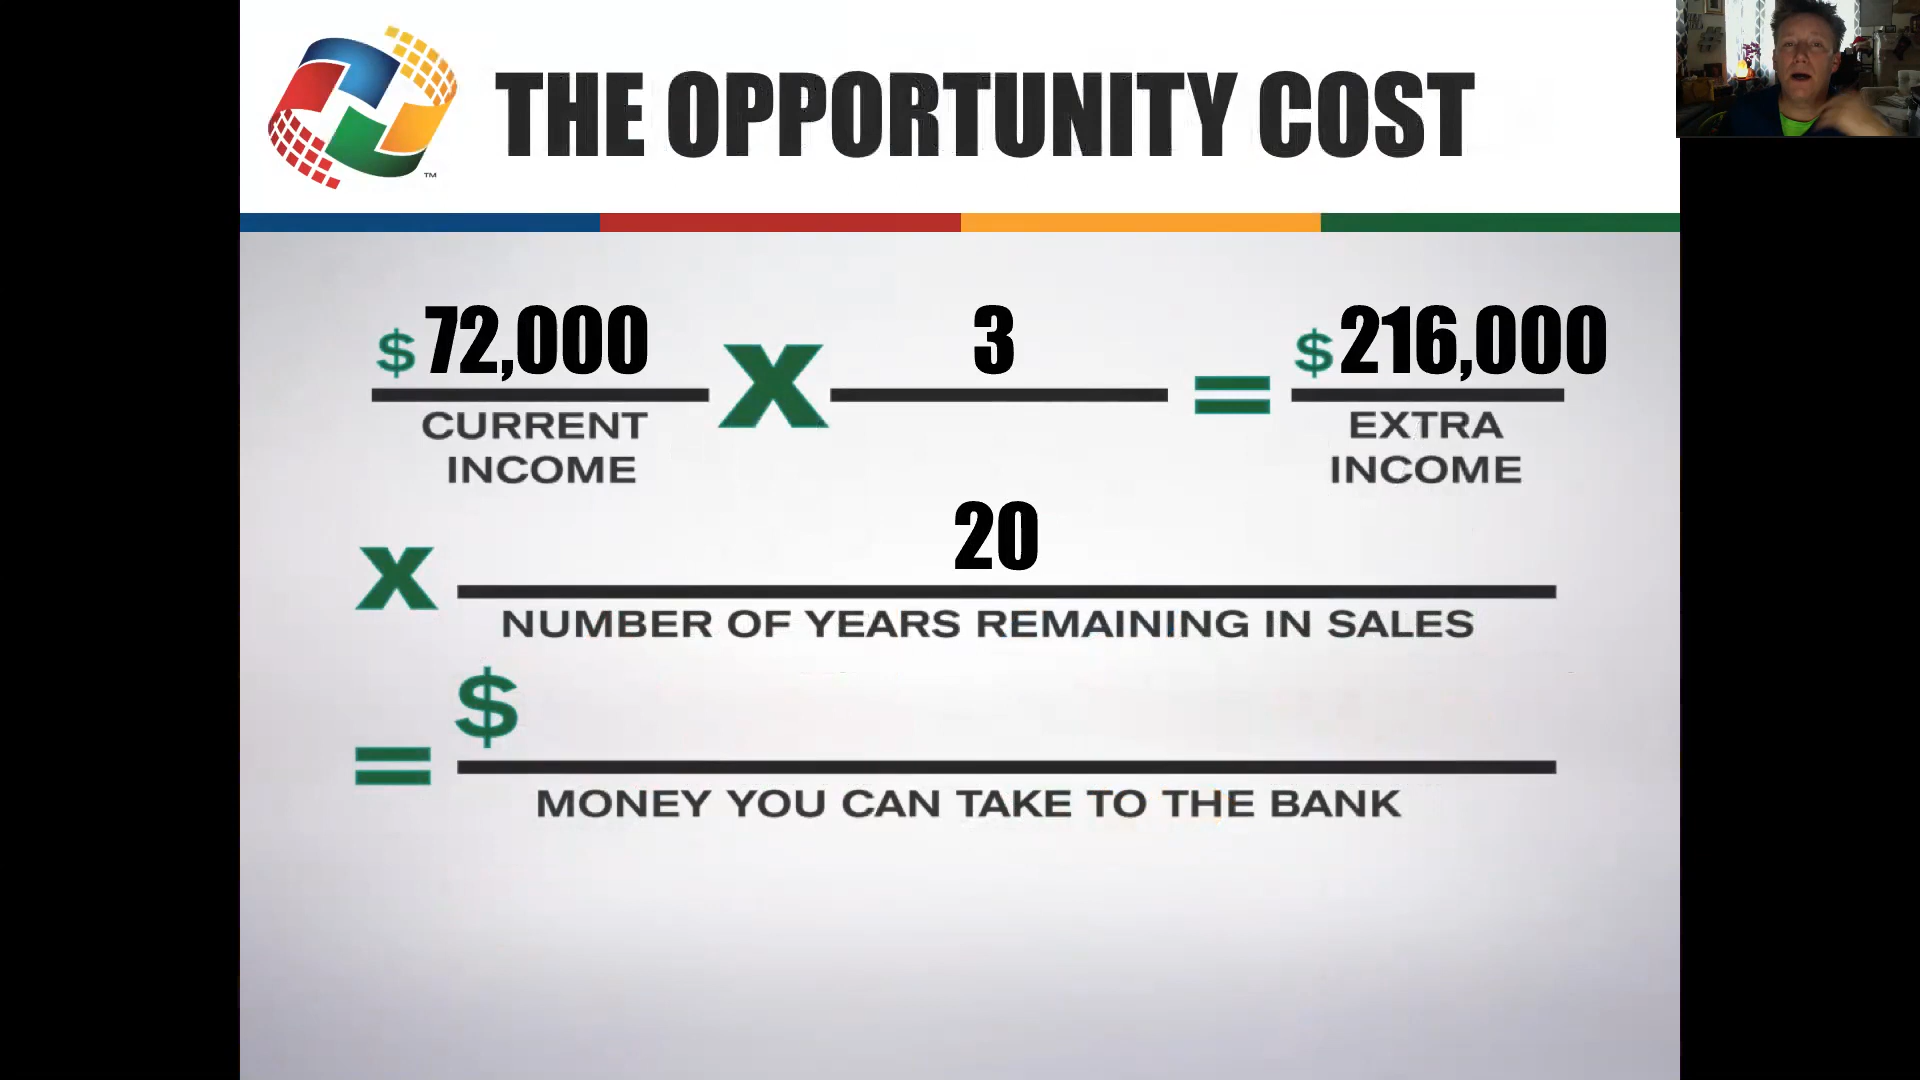 THE OPPORTUNITY COST
TM
$ 72,000 X 3 = $ 216,000
CURRENT INCOME
EXTRA INCOME
X 20
NUMBER OF YEARS REMAINING IN SALES
= $
MONEY YOU CAN TAKE TO THE BANK